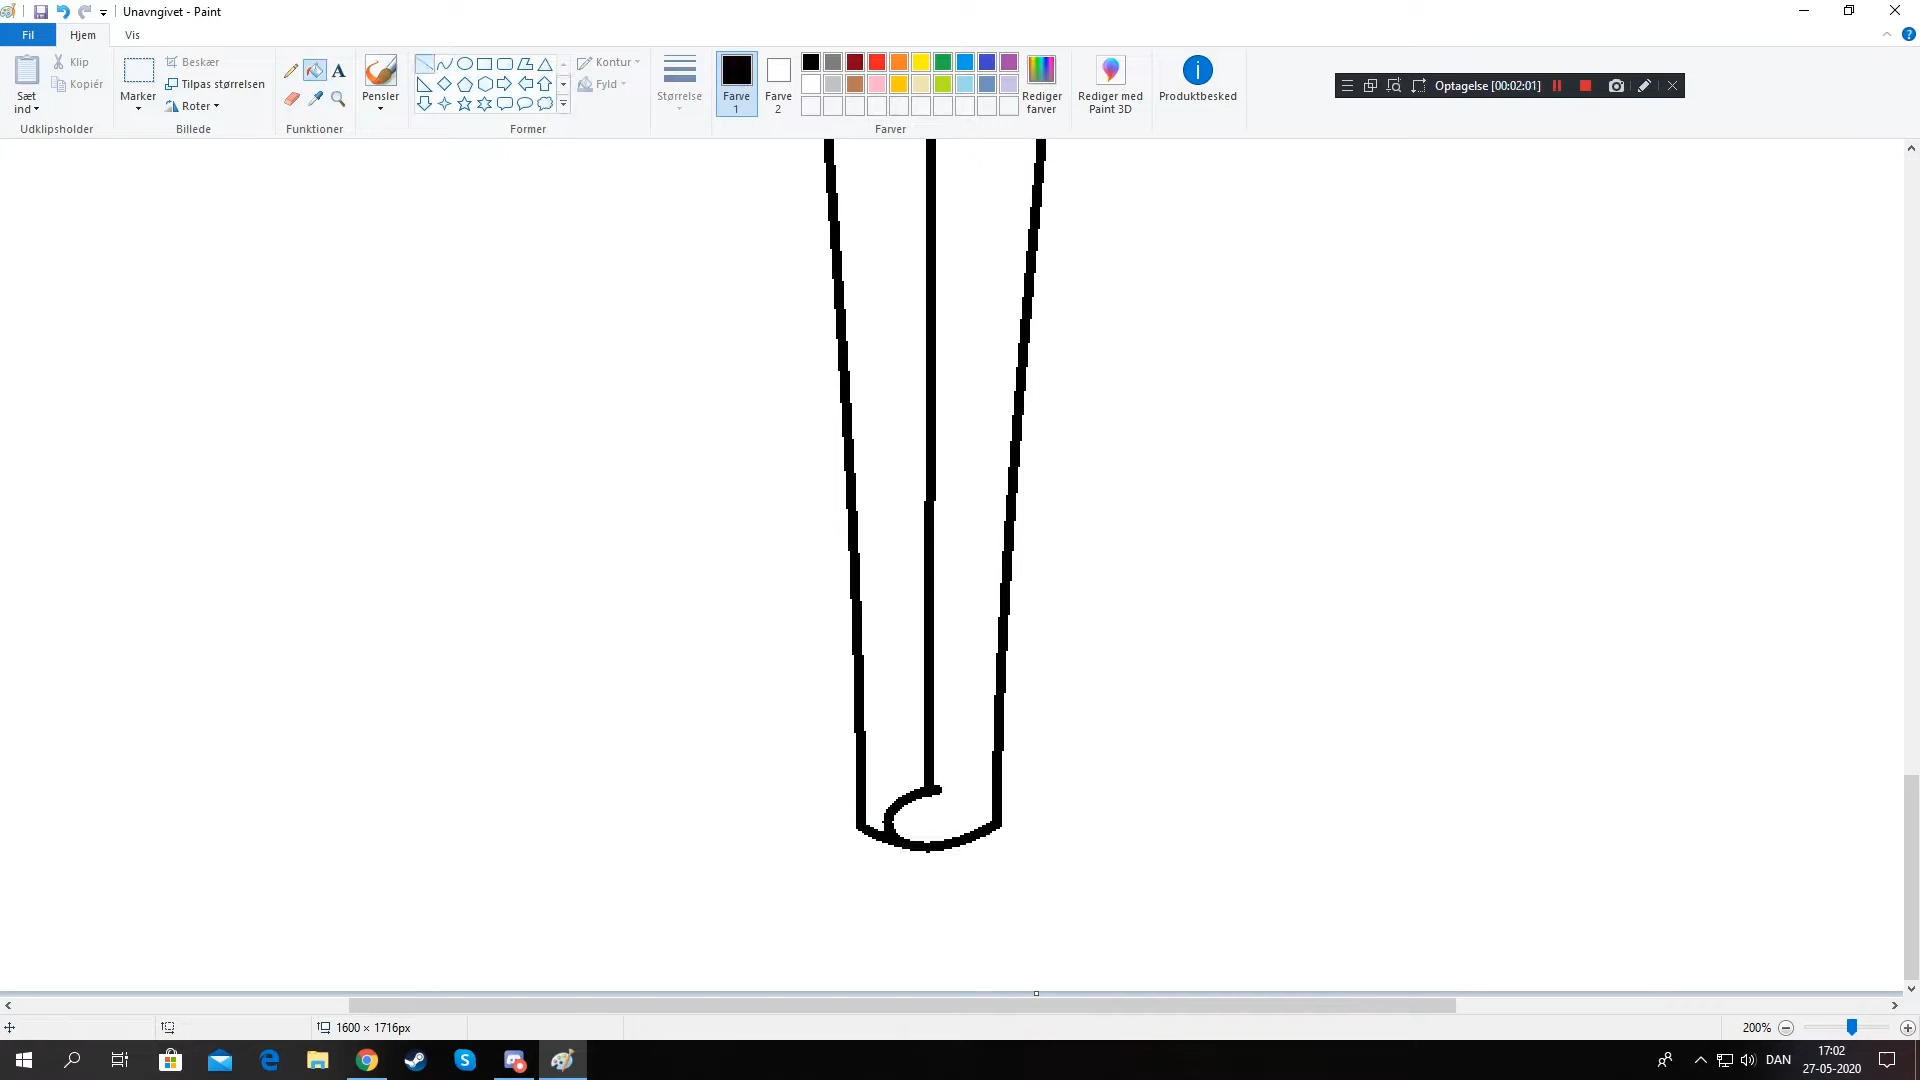 Unavngivet - Paint
Fil Hjem Vis
Sæt ind
Klip
Kopiér
Udklipsholder
Marker
Beskær
Tilpas størrelsen
Roter
Billede
A
Funktioner
Pensler
Kontur
Fyld
Former
Størrelse
Farve 1
Farve 2
Rediger farver
Farver
Rediger med Paint 3D
Produktbesked
Optagelse [00:02:01]
1600 × 1716px
200%
DAN
17:02
27-05-2020